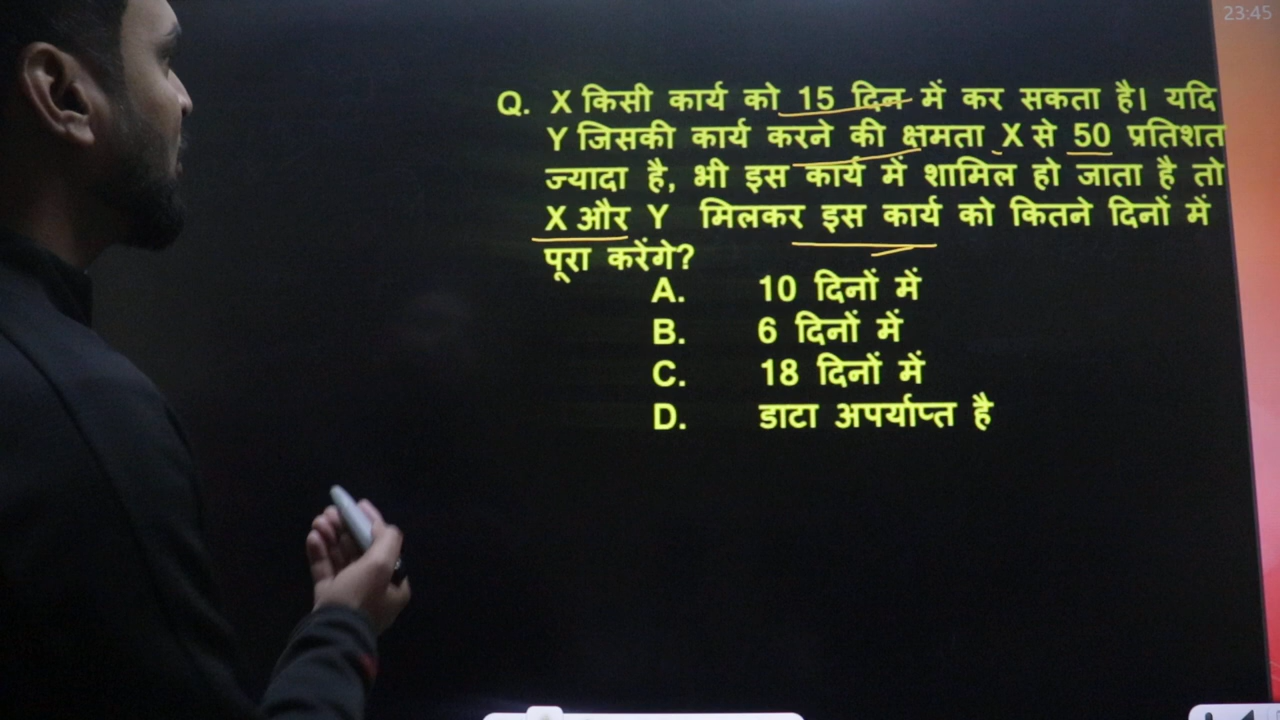 23:45
Q. X किसी कार्य को 15 दिन में कर सकता है। यदि
Y जिसकी कार्य करने की क्षमता X से 50 प्रतिशत
ज्यादा है, भी इस कार्य में शामिल हो जाता है तो
X और Y मिलकर इस कार्य को कितने दिनों में
पूरा करेंगे?
A. 10 दिनों में
B. 6 दिनों में
C. 18 दिनों में
D. डाटा अपर्याप्त है